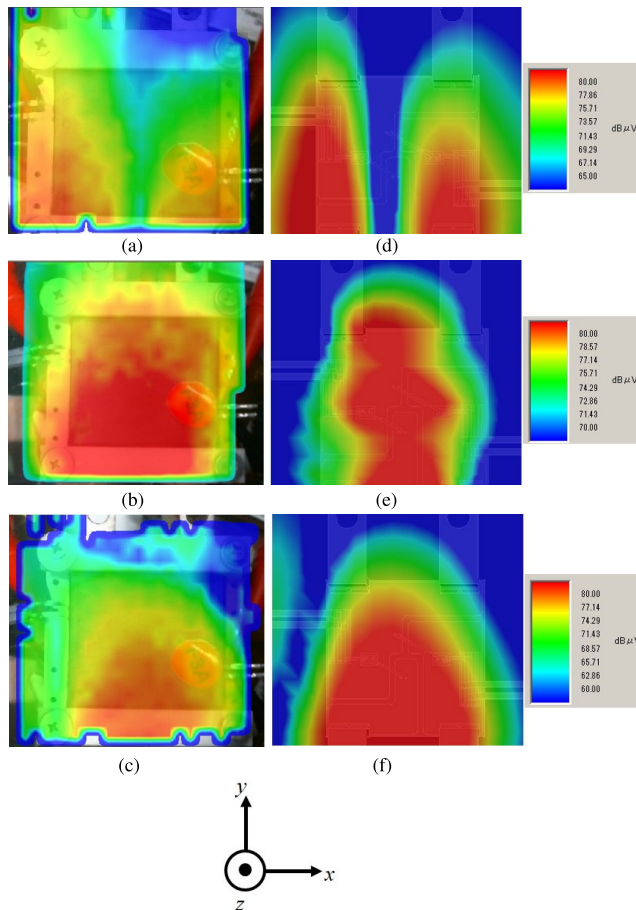 80.00
77.86
75.71
73.57
71.43
69.29
67.14
65.00
dBμV
(a)
(d)
80.00
78.57
77.14
75.71
74.29
72.86
71.43
70.00
dBμV
(b)
(e)
80.00
77.14
74.29
71.43
68.57
65.71
62.86
60.00
dBμV
(c)
(f)
y
x
z